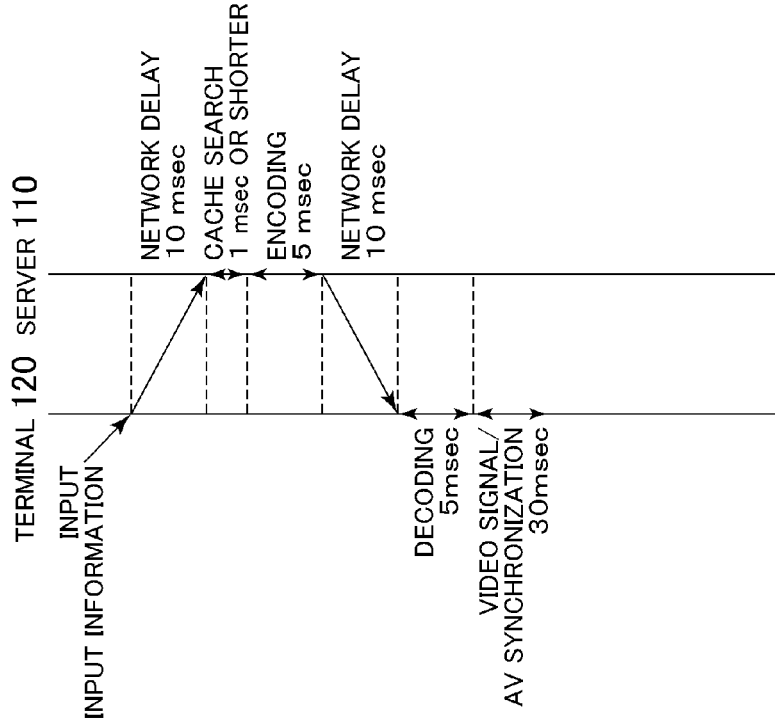 TERMINAL 120 SERVER 110
INPUT
INPUT INFORMATION
NETWORK DELAY
10 msec
CACHE SEARCH
1 msec OR SHORTER
ENCODING
5 msec
NETWORK DELAY
10 msec
DECODING
5msec
VIDEO SIGNAL/
AV SYNCHRONIZATION
30msec